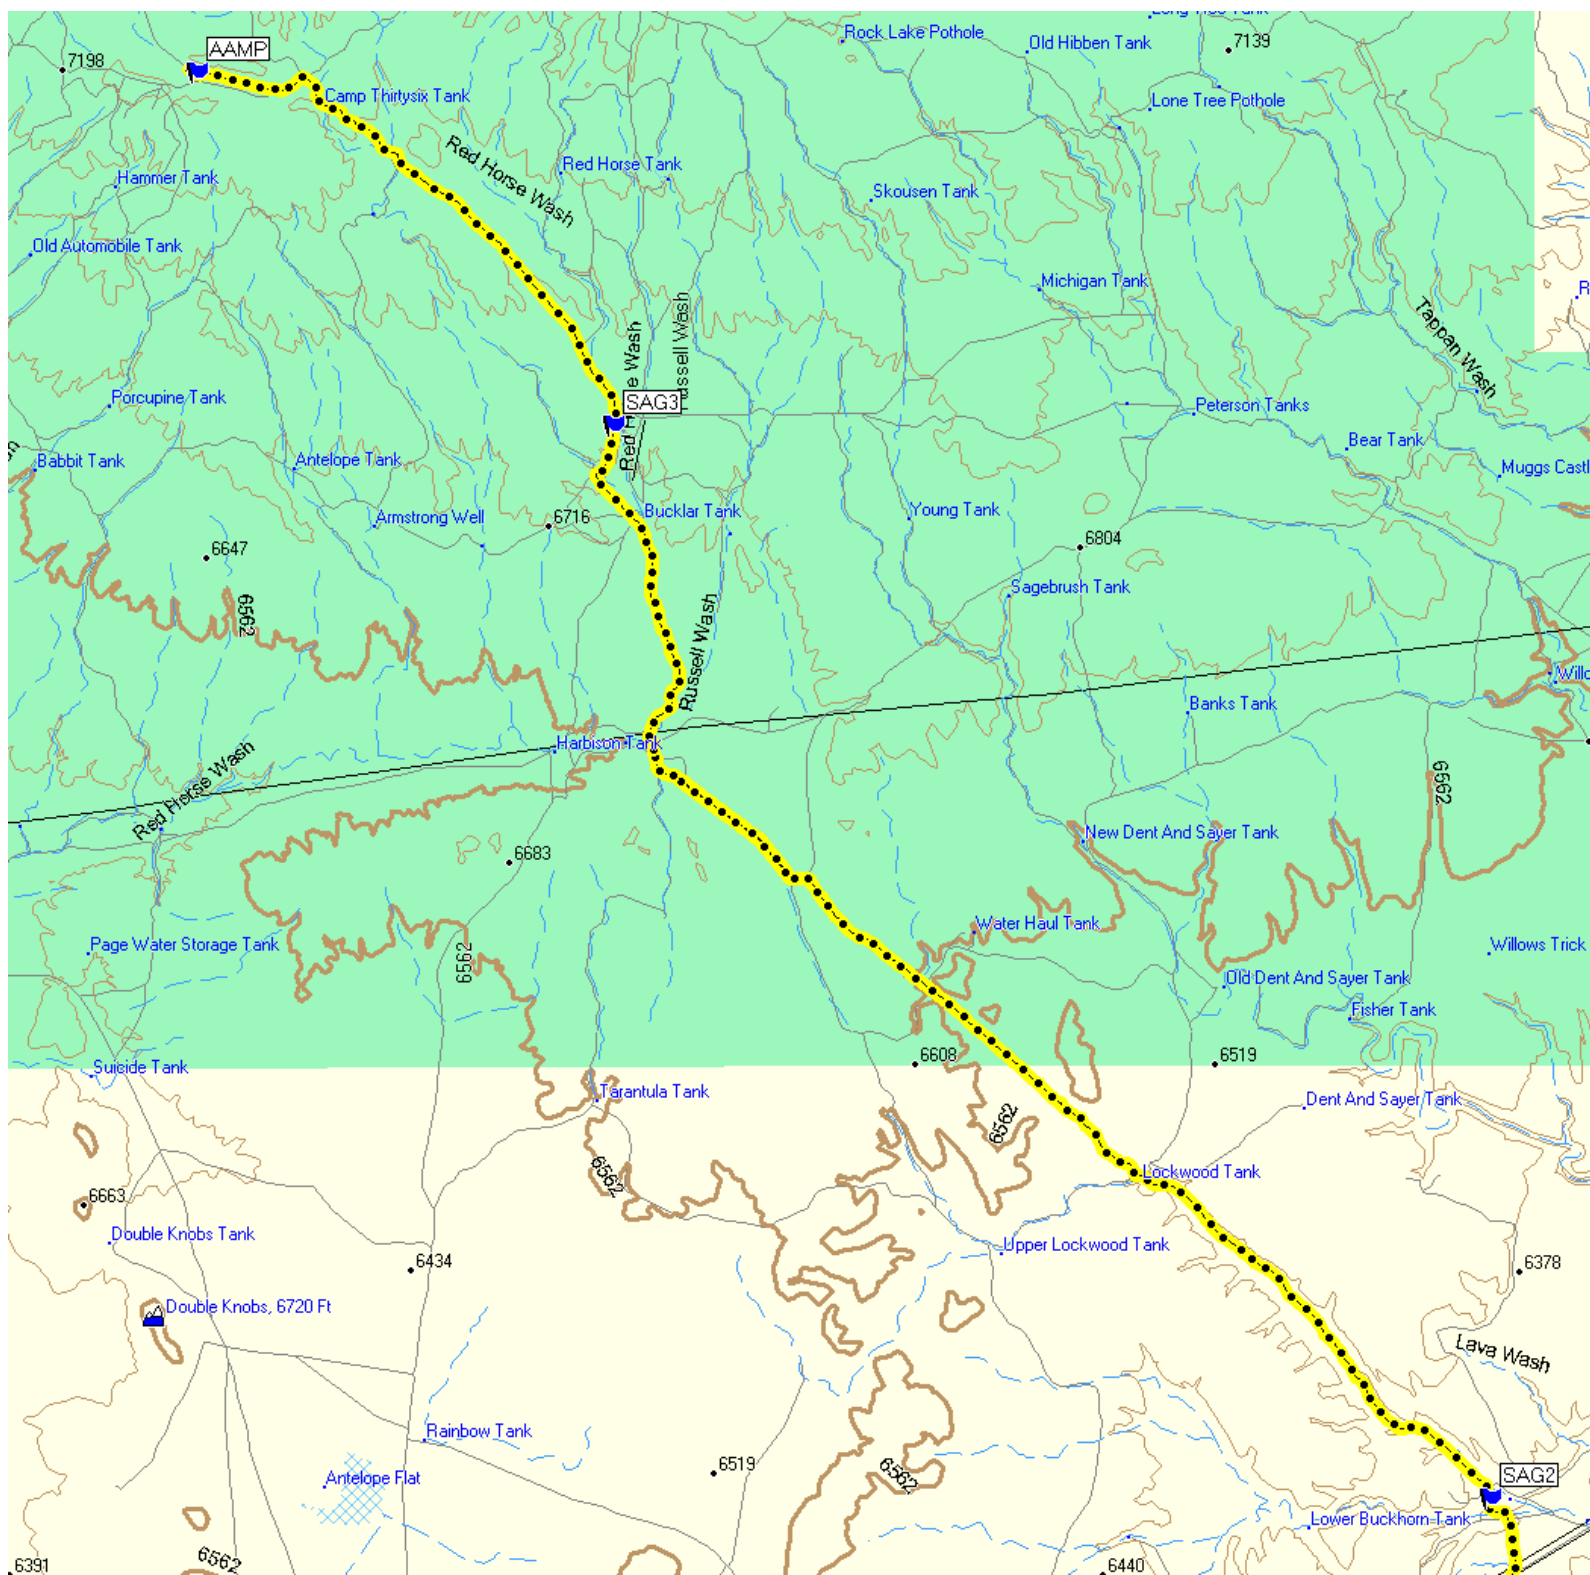 Rock Lake Pothole
Old Hibben Tank
7139
AAMP
7198
Camp Thirtysix Tank
Lone Tree Pothole
Red Horse Wash
Red Horse Tank
Hammer Tank
Skousen Tank
Old Automobile Tank
Michigan Tank
Tappan Wash
SAG3
Porcupine Tank
Peterson Tanks
Bear Tank
Babbit Tank
Antelope Tank
Muggs Castl
Bucklar Tank
Armstrong Well
6716
Young Tank
6647
6804
Sagebrush Tank
6562
Russell Wash
Willo
Banks Tank
Harbison Tank
Red Horse Wash
6562
New Dent And Sayer Tank
6683
Water Haul Tank
Page Water Storage Tank
6562
Willows Trick
Old Dent And Sayer Tank
Fisher Tank
Suicide Tank
6608
6519
Tarantula Tank
Dent And Sayer Tank
6562
6562
Lockwood Tank
6663
Double Knobs Tank
Upper Lockwood Tank
6434
6378
Double Knobs, 6720 Ft
Lava Wash
Rainbow Tank
Antelope Flat
6519
6562
SAG2
Lower Buckhorn Tank
6391
6562
6440